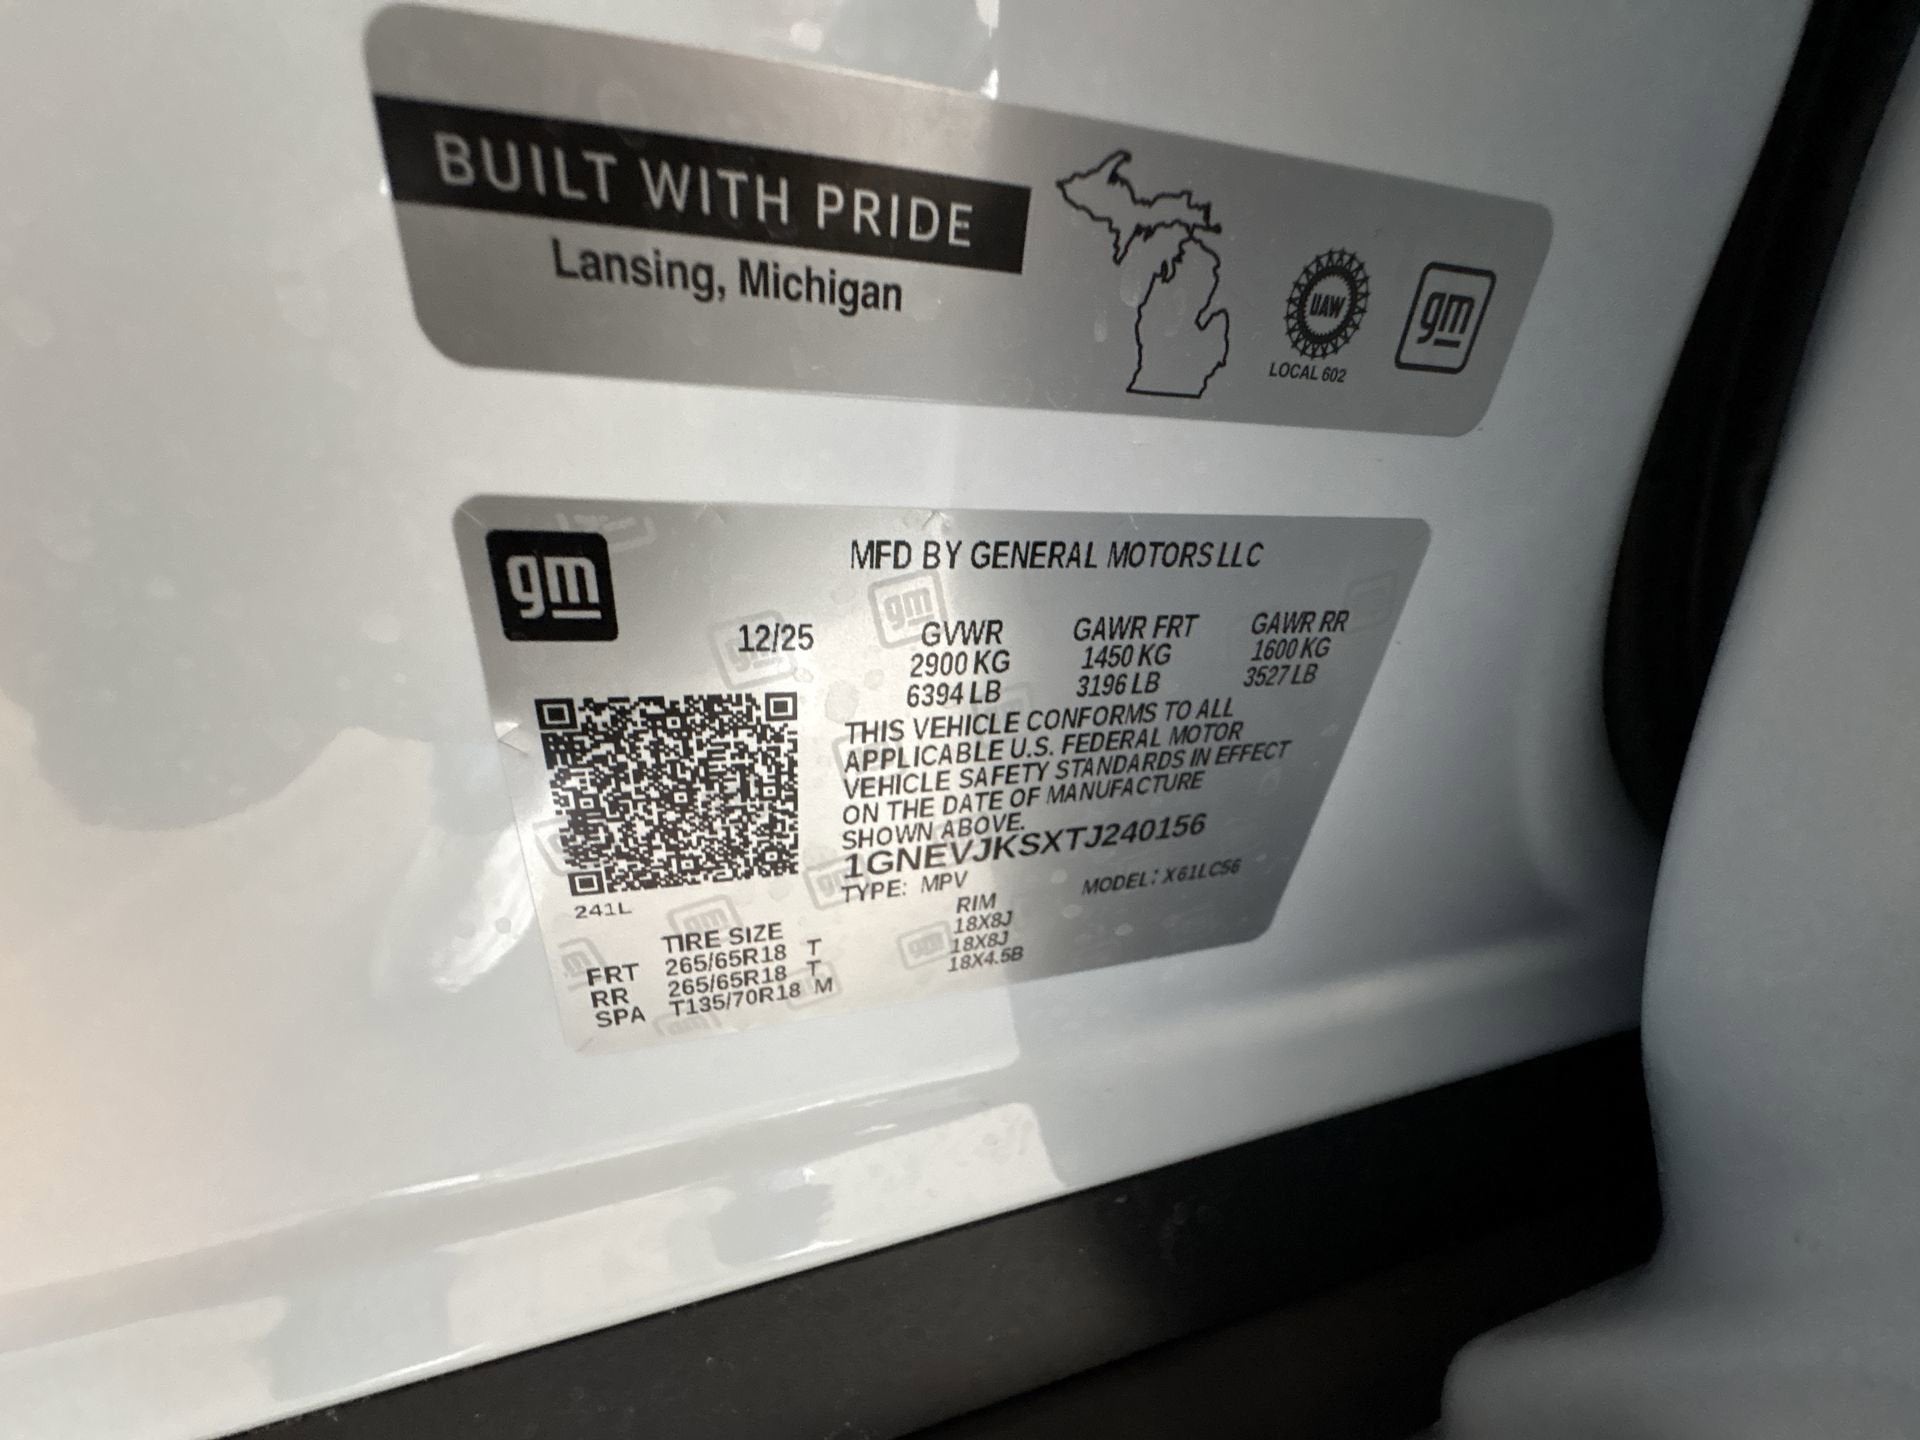 BUILT WITH PRIDE
Lansing, Michigan
UAW
LOCAL 602
gm
gm
MFD BY GENERAL MOTORS LLC
12/25
GVWR GAWR FRT GAWR RR
2900 KG 1450 KG 1600 KG
6394 LB 3196 LB 3527 LB
THIS VEHICLE CONFORMS TO ALL
APPLICABLE U.S. FEDERAL MOTOR
VEHICLE SAFETY STANDARDS IN EFFECT
ON THE DATE OF MANUFACTURE
SHOWN ABOVE.
1GNEVJKSXTJ240156
TYPE: MPV MODEL: X61LC56
241L
TIRE SIZE RIM
FRT 265/65R18 T 18X8J
RR 265/65R18 T 18X8J
SPA T135/70R18 M 18X4.5B